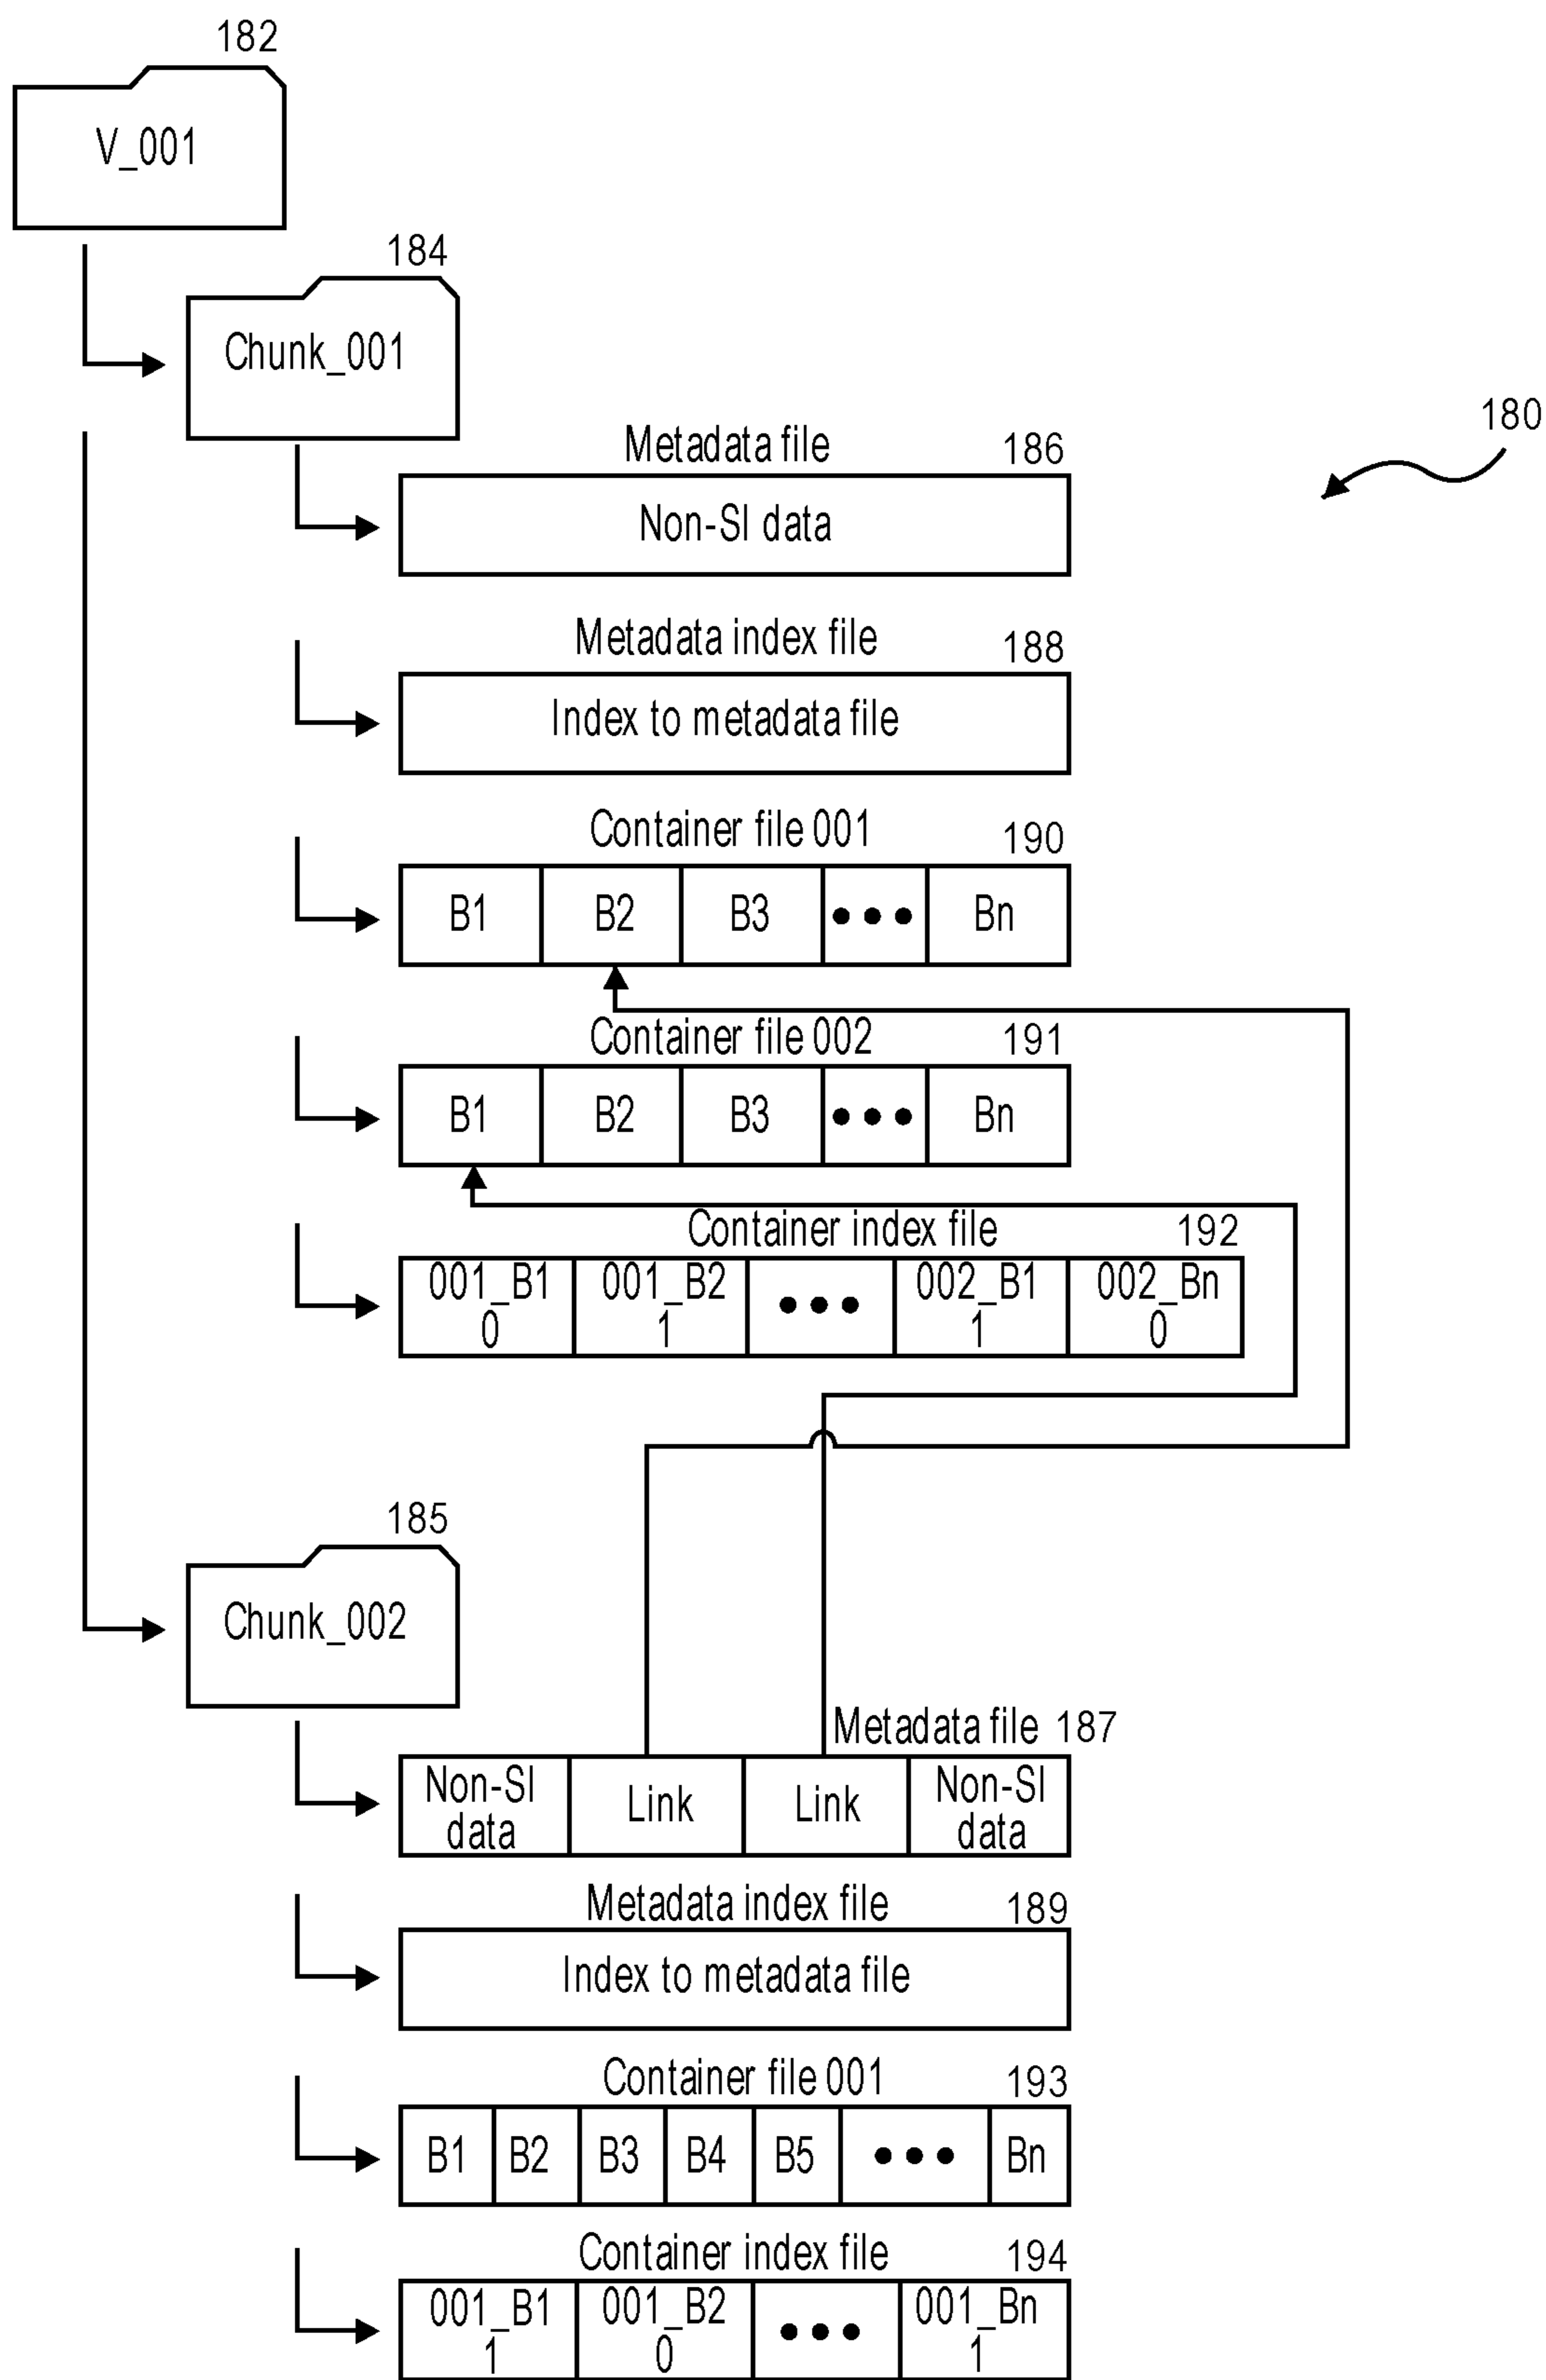 182
V_001
184
Chunk_001
180
Metadata file 186
Non-SI data
Metadata index file 188
Index to metadata file
Container file 001 190
B1 B2 B3 ••• Bn
Container file 002 191
B1 B2 B3 ••• Bn
Container index file 192
001_B1 001_B2 ••• 002_B1 002_Bn
0 1 1 0
185
Chunk_002
Metadata file 187
Non-SI Link Link Non-SI
data data
Metadata index file 189
Index to metadata file
Container file 001 193
B1 B2 B3 B4 B5 ••• Bn
Container index file 194
001_B1 001_B2 ••• 001_Bn
1 0 1